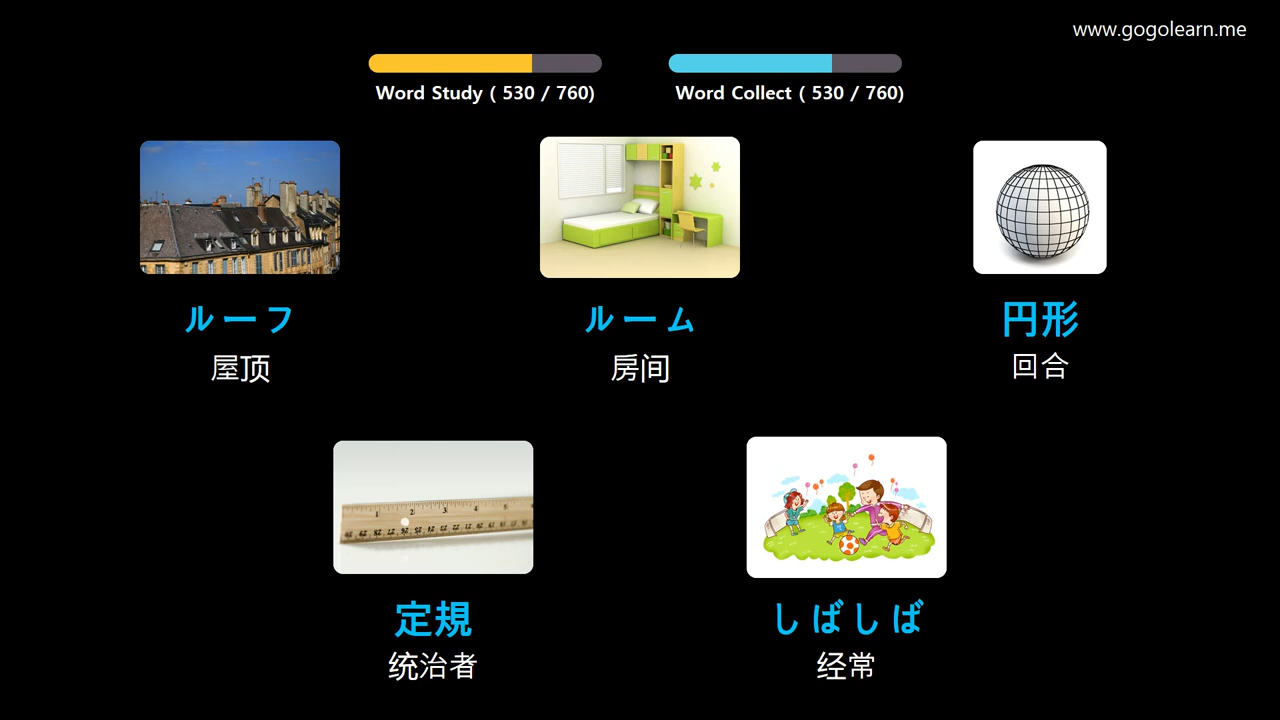 www.gogolearn.me
Word Study ( 530 / 760)
Word Collect ( 530 / 760)
ルーフ
屋顶
ルーム
房间
円形
回合
定規
统治者
しばしば
经常